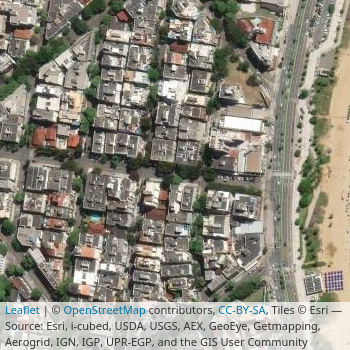 Leaflet | © OpenStreetMap contributors, CC-BY-SA, Tiles © Esri —
Source: Esri, i-cubed, USDA, USGS, AEX, GeoEye, Getmapping,
Aerogrid, IGN, IGP, UPR-EGP, and the GIS User Community